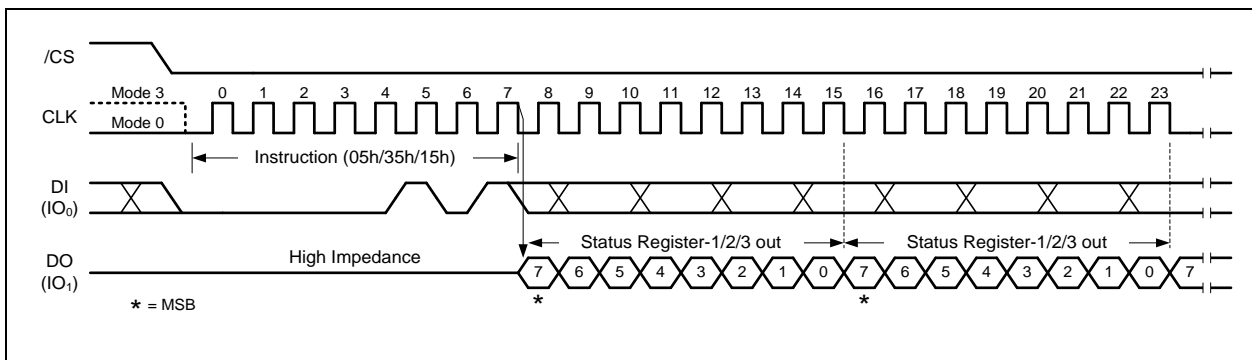 /CS
Mode 3
0 1 2 3 4 5 6 7 8 9 10 11 12 13 14 15 16 17 18 19 20 21 22 23
CLK
Mode 0
Instruction (05h/35h/15h)
DI
(IO₀)
Status Register-1/2/3 out Status Register-1/2/3 out
High Impedance
DO
(IO₁)
7 6 5 4 3 2 1 0 7 6 5 4 3 2 1 0 7
* *
* = MSB